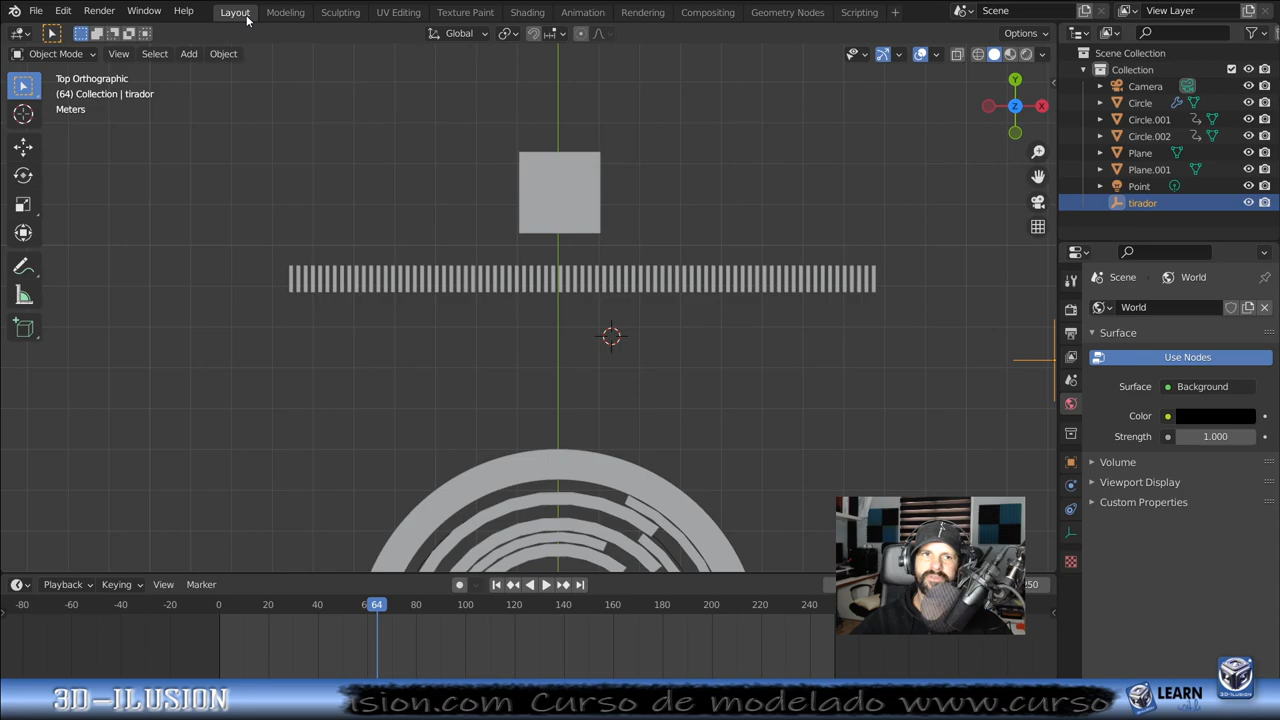 File Edit Render Window Help Layout Modeling Sculpting UV Editing Texture Paint Shading Animation Rendering Compositing Geometry Nodes Scripting + Scene View Layer
Global Options
Object Mode View Select Add Object
Top Orthographic
(64) Collection | tirador
Meters
Y
X
Z
Scene Collection
Collection
Camera
Circle
Circle.001
Circle.002
Plane
Plane.001
Point
tirador
Scene World
World
Surface
Use Nodes
Surface Background
Color
Strength 1.000
Volume
Viewport Display
Custom Properties
Playback Keying View Marker 250
-80 -60 -40 -20 0 20 40 6 64 80 100 120 140 160 180 200 220 240
3D-ILUSION ision.com Curso de modelado www.curso LEARN